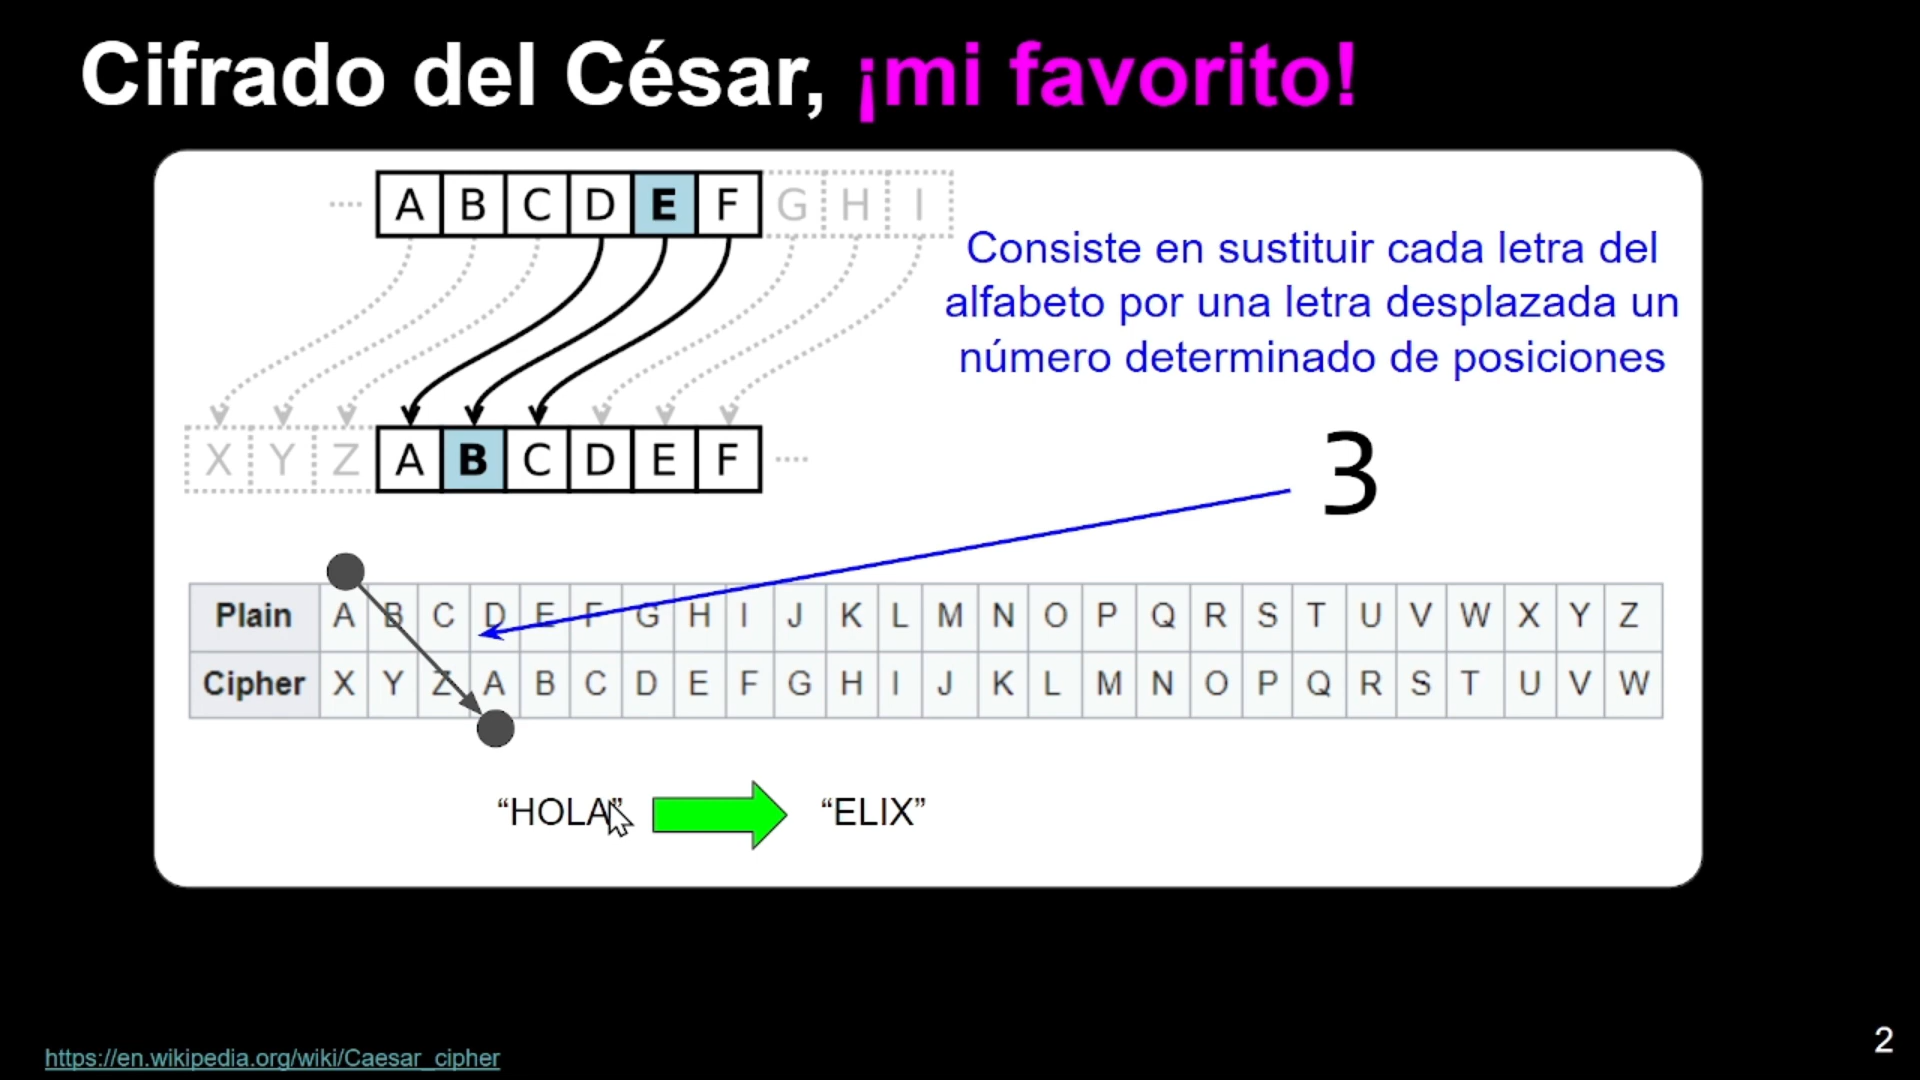 Cifrado del César, ¡mi favorito!
.... A B C D E F G H I
Consiste en sustituir cada letra del
alfabeto por una letra desplazada un
número determinado de posiciones
X Y Z A B C D E F ....
3
Plain A B C D E F G H I J K L M N O P Q R S T U V W X Y Z
Cipher X Y Z A B C D E F G H I J K L M N O P Q R S T U V W
“HOLA” “ELIX”
https://en.wikipedia.org/wiki/Caesar_cipher
2